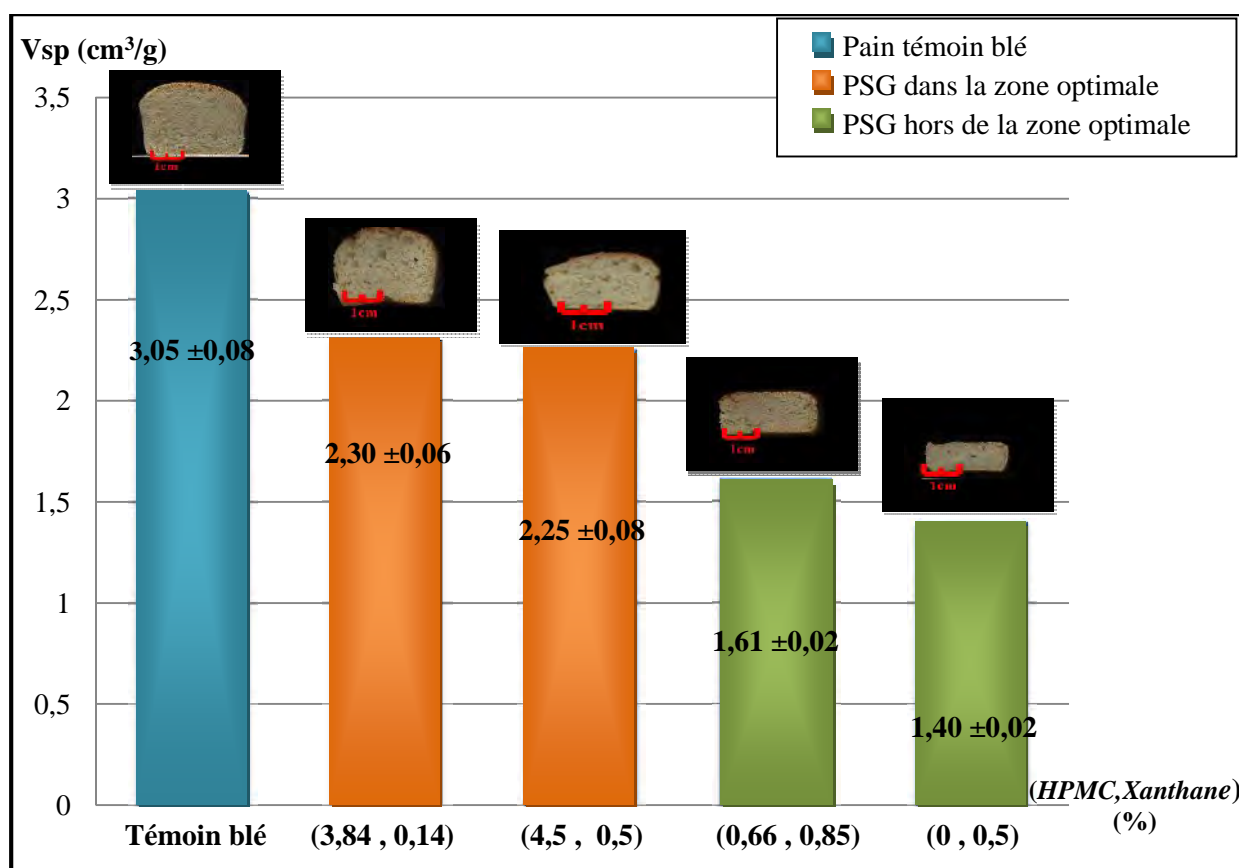 Vsp (cm³/g)
Pain témoin blé
PSG dans la zone optimale
PSG hors de la zone optimale
3,5
3
2,5
2
1,5
1
0,5
0
1cm
1cm
1cm
1cm
1cm
3,05 ±0,08
2,30 ±0,06
2,25 ±0,08
1,61 ±0,02
1,40 ±0,02
Témoin blé
(3,84 , 0,14)
(4,5 , 0,5)
(0,66 , 0,85)
(0 , 0,5)
(HPMC,Xanthane)
(%)